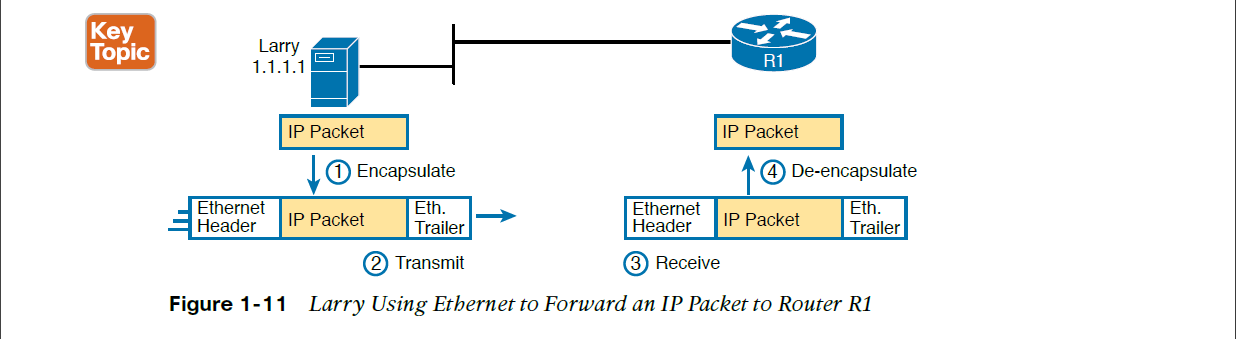 Key
Topic
Larry
1.1.1.1
R1
IP Packet
IP Packet
1 Encapsulate
4 De-encapsulate
Ethernet
Header
IP Packet
Eth.
Trailer
Ethernet
Header
IP Packet
Eth.
Trailer
2 Transmit
3 Receive
Figure 1-11 Larry Using Ethernet to Forward an IP Packet to Router R1